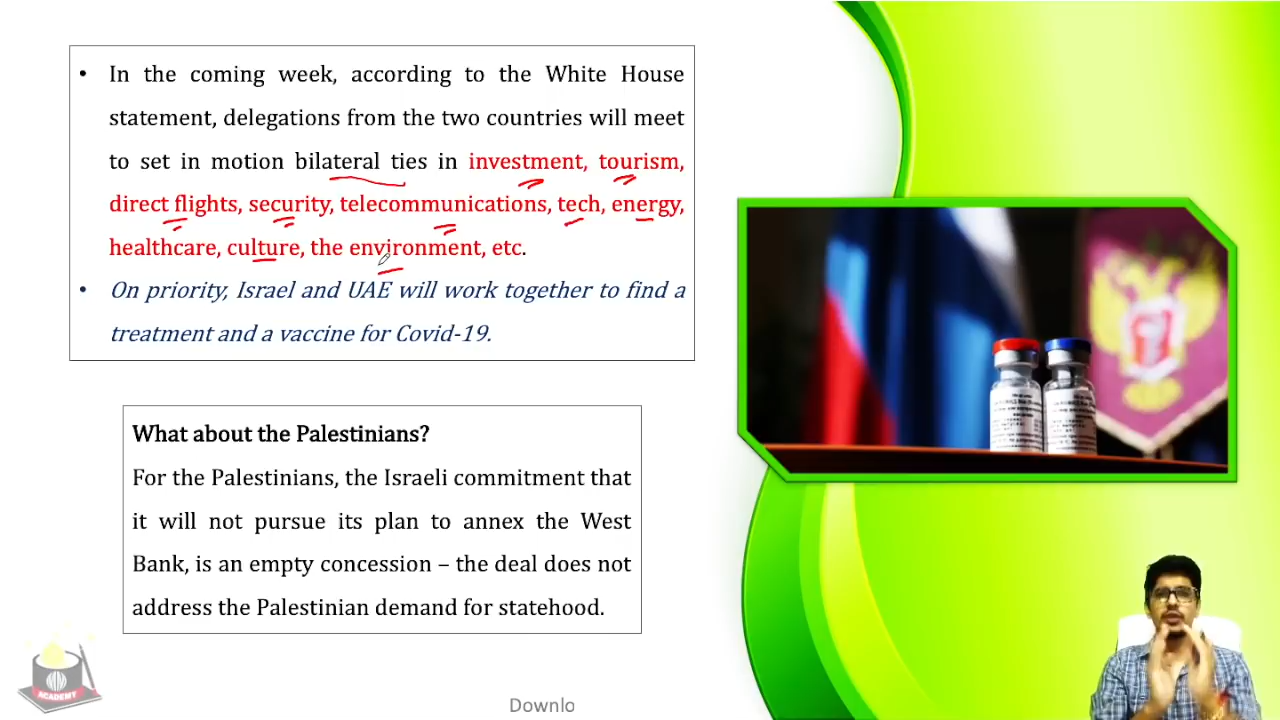 • In the coming week, according to the White House
statement, delegations from the two countries will meet
to set in motion bilateral ties in investment, tourism,
direct flights, security, telecommunications, tech, energy,
healthcare, culture, the environment, etc.
• On priority, Israel and UAE will work together to find a
treatment and a vaccine for Covid-19.
What about the Palestinians?
For the Palestinians, the Israeli commitment that
it will not pursue its plan to annex the West
Bank, is an empty concession – the deal does not
address the Palestinian demand for statehood.
ACADEMY
Downlo